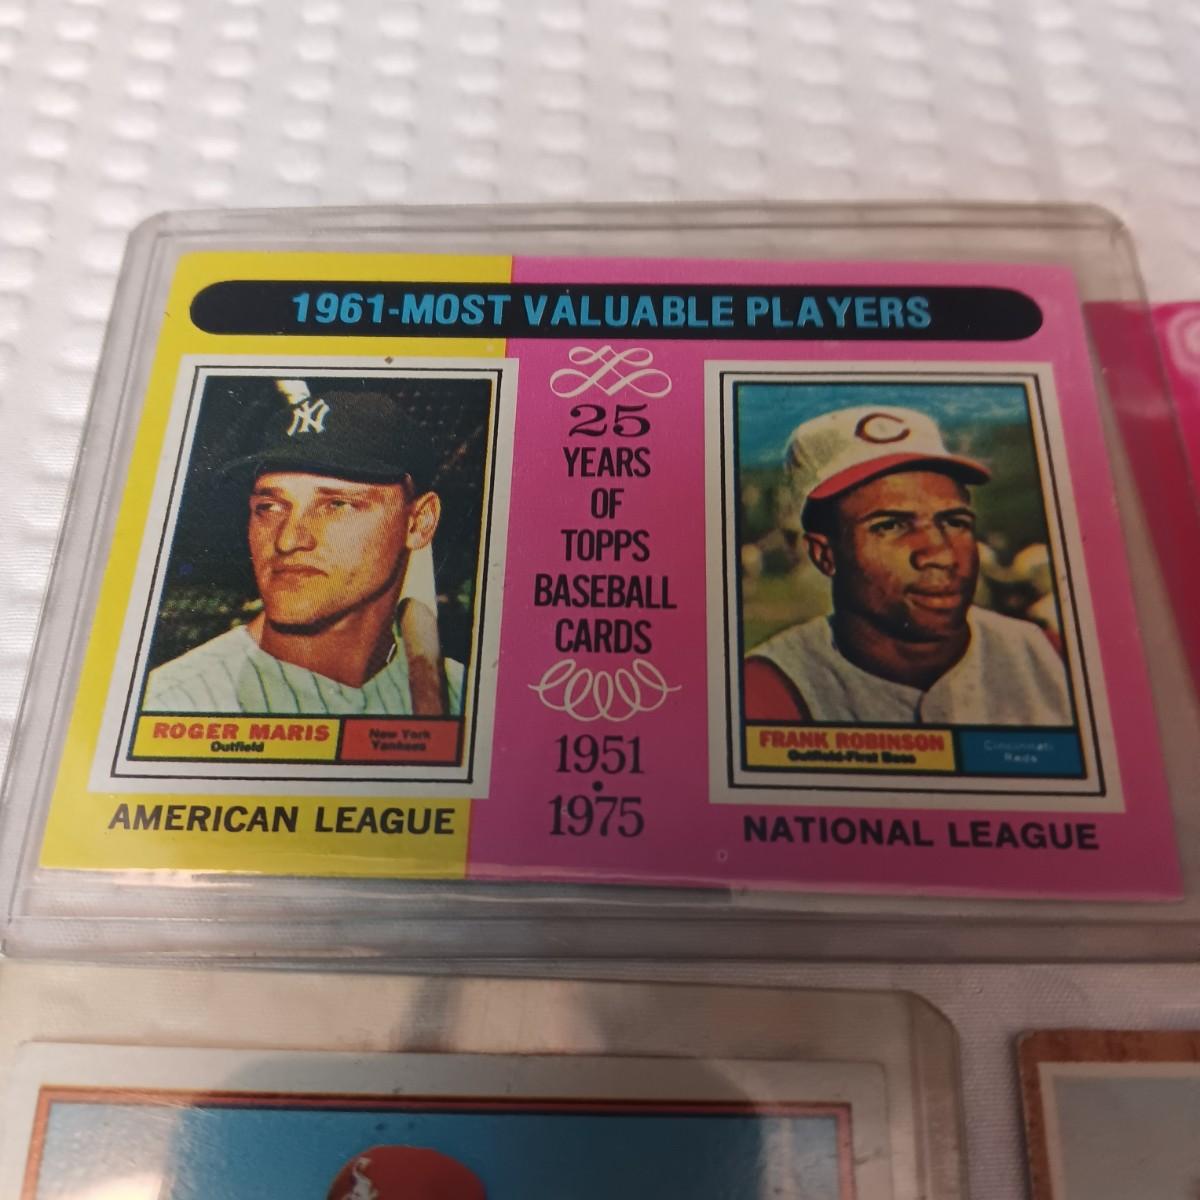 1961-MOST VALUABLE PLAYERS
NY
C
25
YEARS
OF
TOPPS
BASEBALL
CARDS
1951
•
1975
ROGER MARIS
Outfield
New York
Yankees
AMERICAN LEAGUE
FRANK ROBINSON
Outfield-First Base
Cincinnati
Reds
NATIONAL LEAGUE